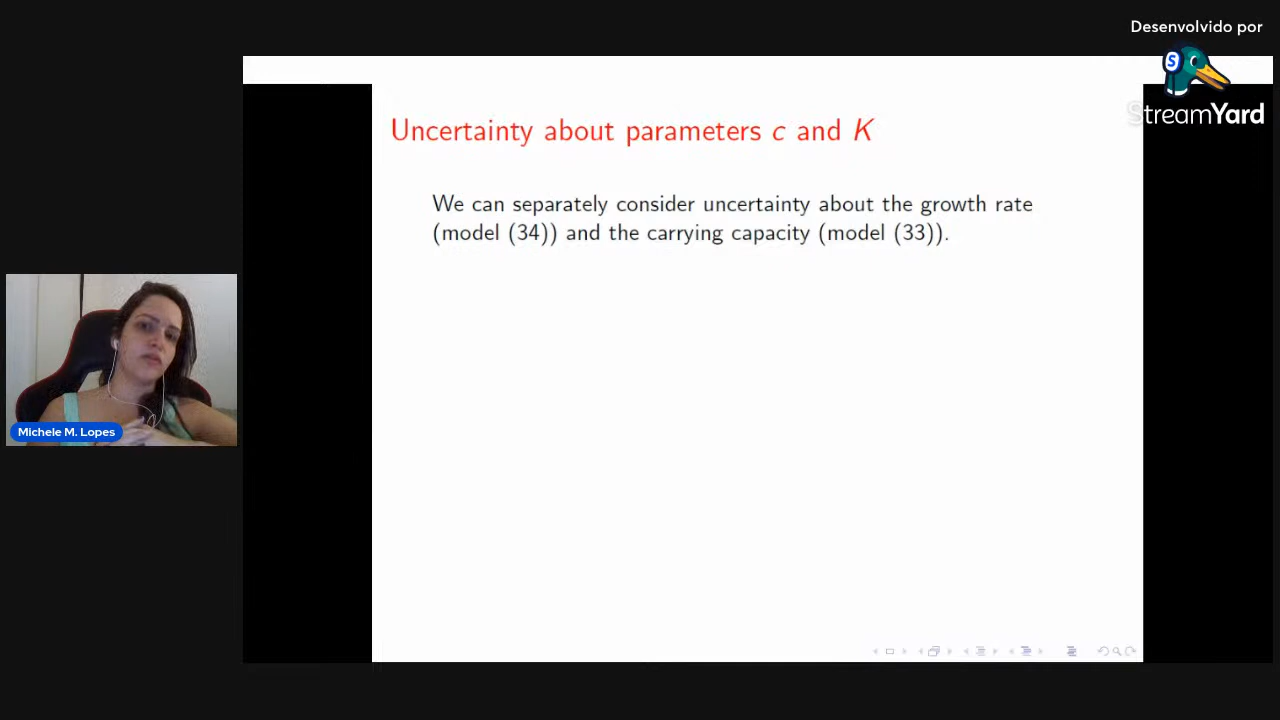 Desenvolvido por
S
StreamYard
Uncertainty about parameters c and K
We can separately consider uncertainty about the growth rate
(model (34)) and the carrying capacity (model (33)).
Michele M. Lopes